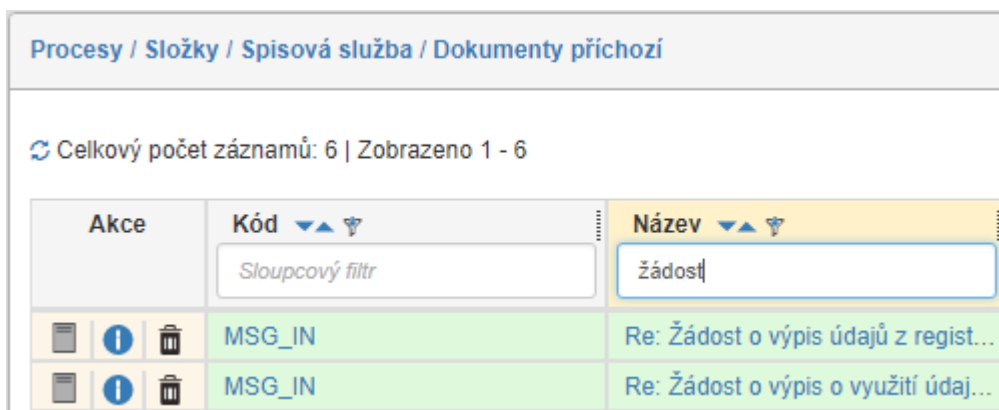 Procesy / Složky / Spisová služba / Dokumenty příchozí
Celkový počet záznamů: 6 | Zobrazeno 1 - 6
Akce Kód Název
Sloupcový filtr žádost
MSG_IN Re: Žádost o výpis údajů z regist...
MSG_IN Re: Žádost o výpis o využití údaj...